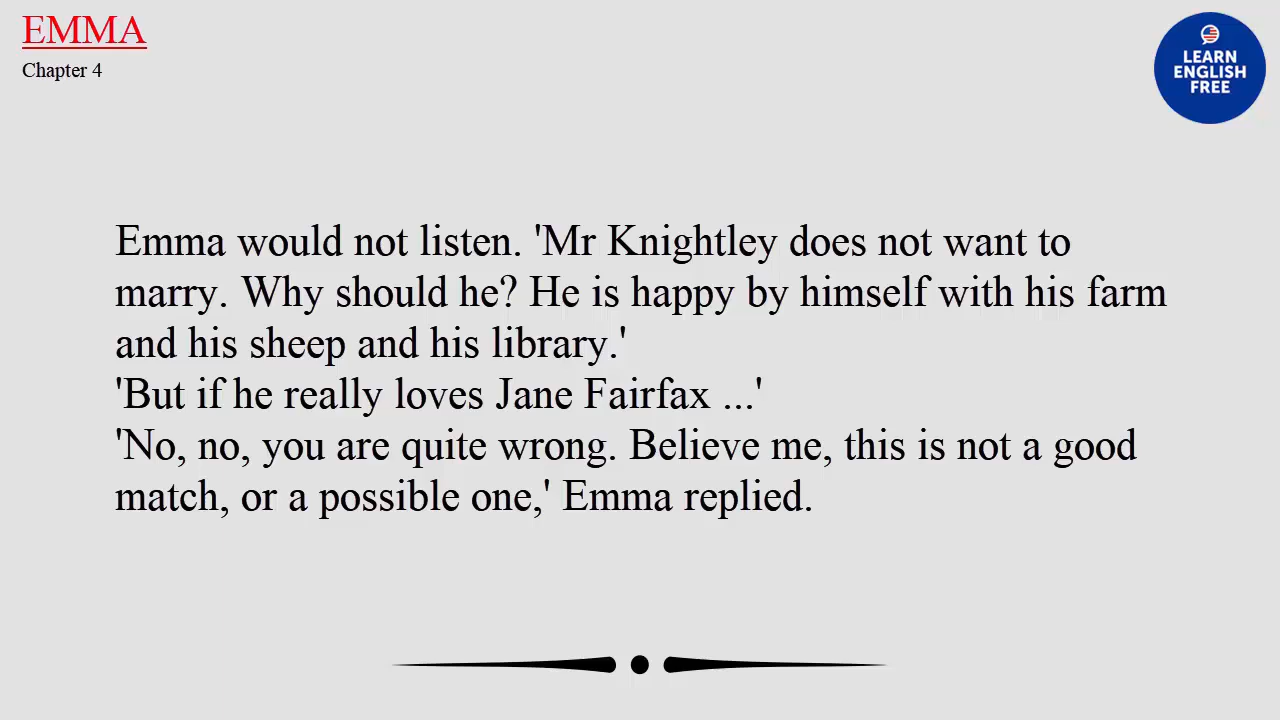 EMMA
Chapter 4
LEARN
ENGLISH
FREE
Emma would not listen. 'Mr Knightley does not want to
marry. Why should he? He is happy by himself with his farm
and his sheep and his library.'
'But if he really loves Jane Fairfax ...'
'No, no, you are quite wrong. Believe me, this is not a good
match, or a possible one,' Emma replied.